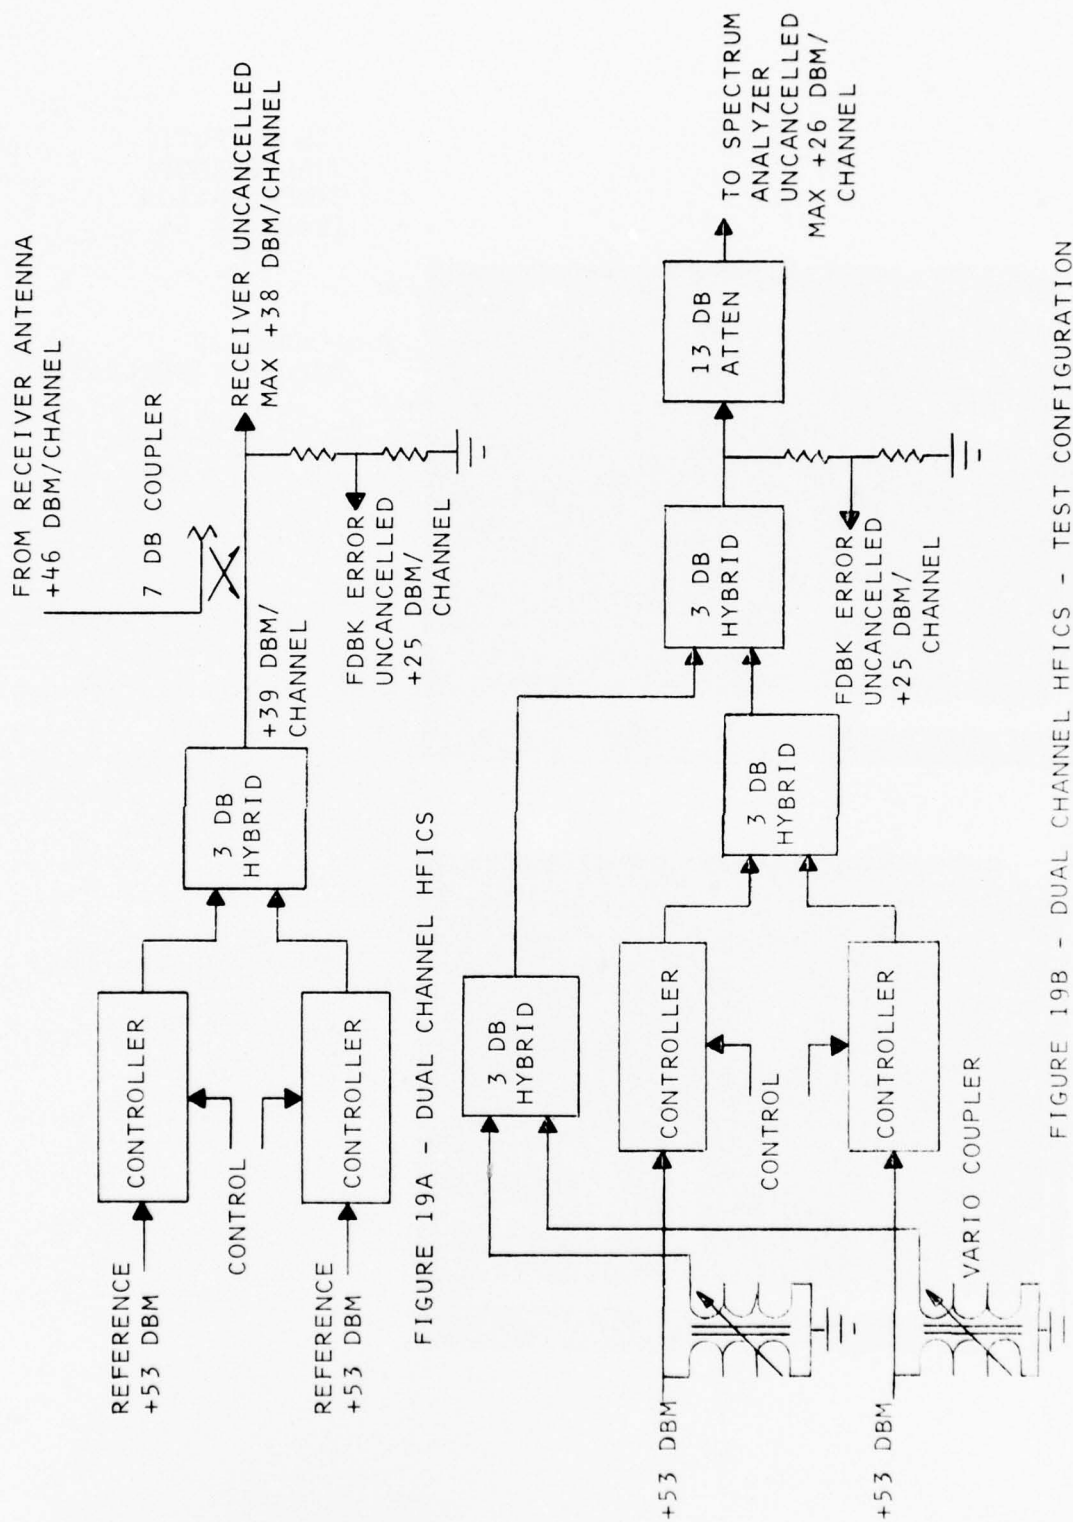 FROM RECEIVER ANTENNA
+46 DBM/CHANNEL
7 DB COUPLER
RECEIVER UNCANCELLED
MAX +38 DBM/CHANNEL
REFERENCE
+53 DBM
CONTROLLER
CONTROL
REFERENCE
+53 DBM
CONTROLLER
3 DB
HYBRID
+39 DBM/
CHANNEL
FDBK ERROR
UNCANCELLED
+25 DBM/
CHANNEL
FIGURE 19A - DUAL CHANNEL HFICS
3 DB
HYBRID
+53 DBM
CONTROLLER
CONTROL
+53 DBM
CONTROLLER
VARIO COUPLER
3 DB
HYBRID
3 DB
HYBRID
FDBK ERROR
UNCANCELLED
+25 DBM/
CHANNEL
13 DB
ATTEN
TO SPECTRUM
ANALYZER
UNCANCELLED
MAX +26 DBM/
CHANNEL
FIGURE 19B - DUAL CHANNEL HFICS - TEST CONFIGURATION